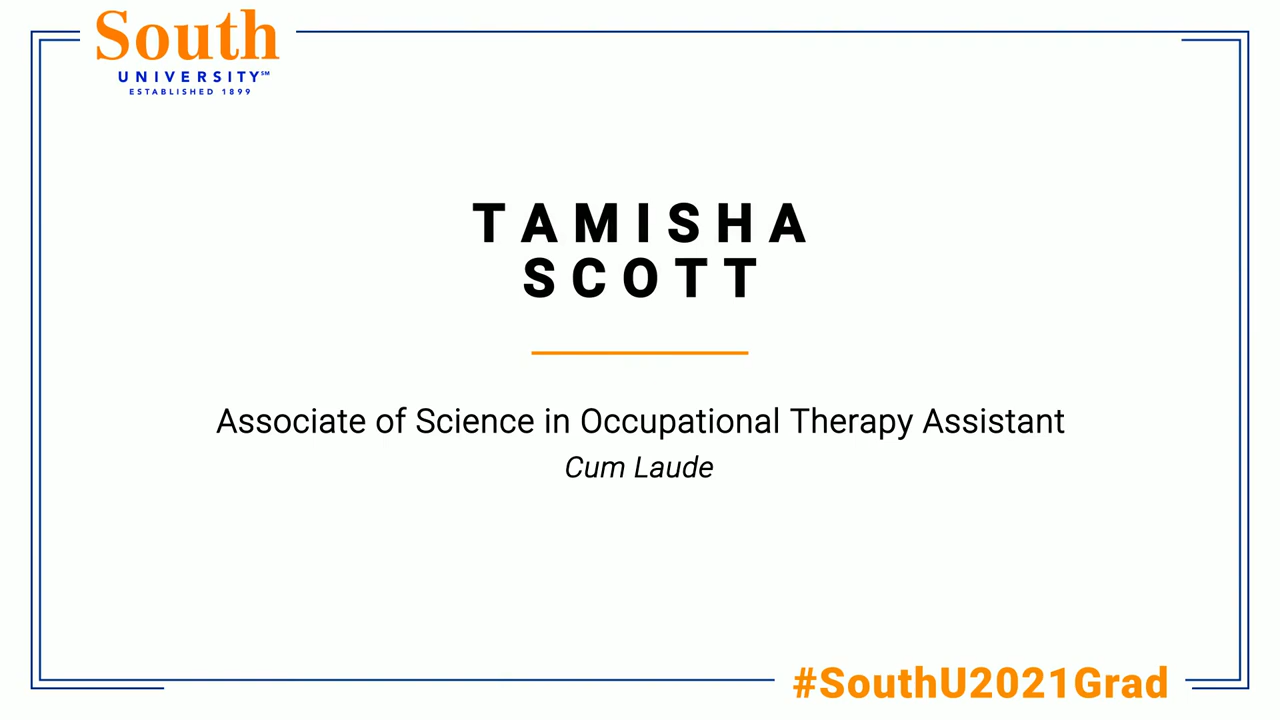 South
UNIVERSITY℠
ESTABLISHED 1899
TAMISHA
SCOTT
Associate of Science in Occupational Therapy Assistant
Cum Laude
#SouthU2021Grad